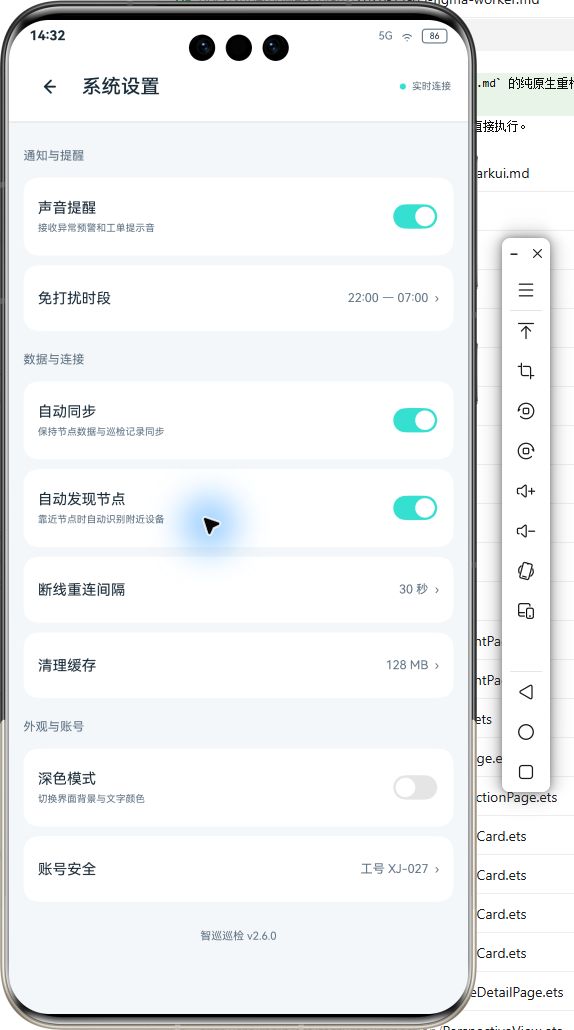 14:32
5G
86
系统设置
实时连接
通知与提醒
声音提醒
接收异常预警和工单提示音
免打扰时段
22:00 — 07:00 ›
数据与连接
自动同步
保持节点数据与巡检记录同步
自动发现节点
靠近节点时自动识别附近设备
断线重连间隔
30 秒 ›
清理缓存
128 MB ›
外观与账号
深色模式
切换界面背景与文字颜色
账号安全
工号 XJ-027 ›
智巡巡检 v2.6.0
igma-worker.md
.md` 的纯原生重
直接执行。
arkui.md
ntPa
ntPa
ets
ge.e
ctionPage.ets
Card.ets
Card.ets
Card.ets
Card.ets
eDetailPage.ets